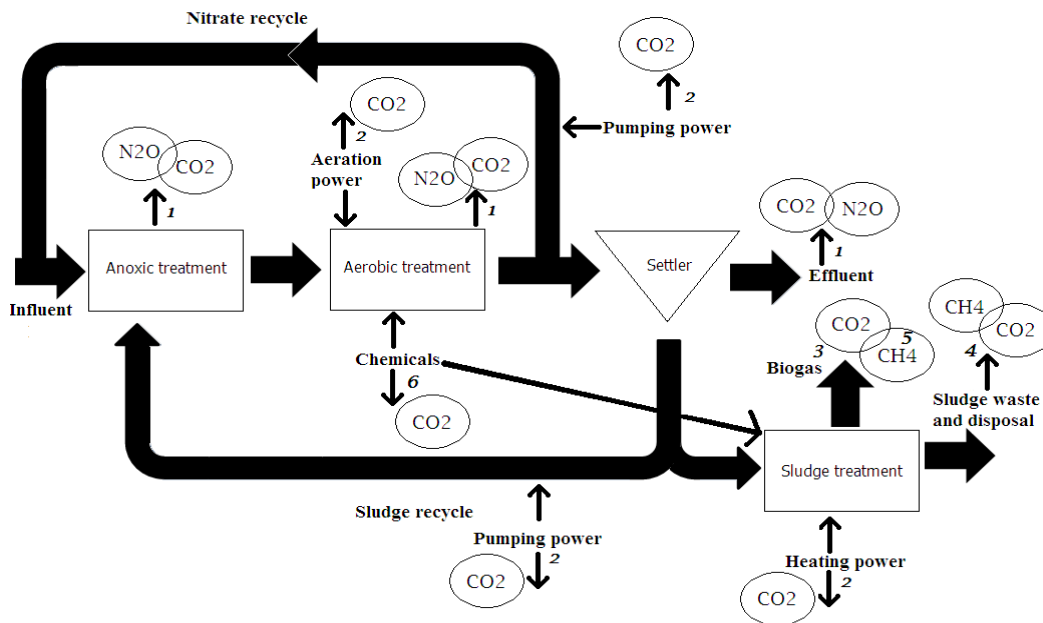 Nitrate recycle
CO2
2
Pumping power
CO2
2
Aeration
power
N2O
CO2
1
N2O
CO2
1
CO2
N2O
1
Effluent
Anoxic treatment
Aerobic treatment
Settler
Influent
Chemicals
6
CO2
CO2
3
5
CH4
Biogas
CH4
CO2
4
Sludge waste
and disposal
Sludge treatment
Sludge recycle
Pumping power
2
CO2
Heating power
2
CO2